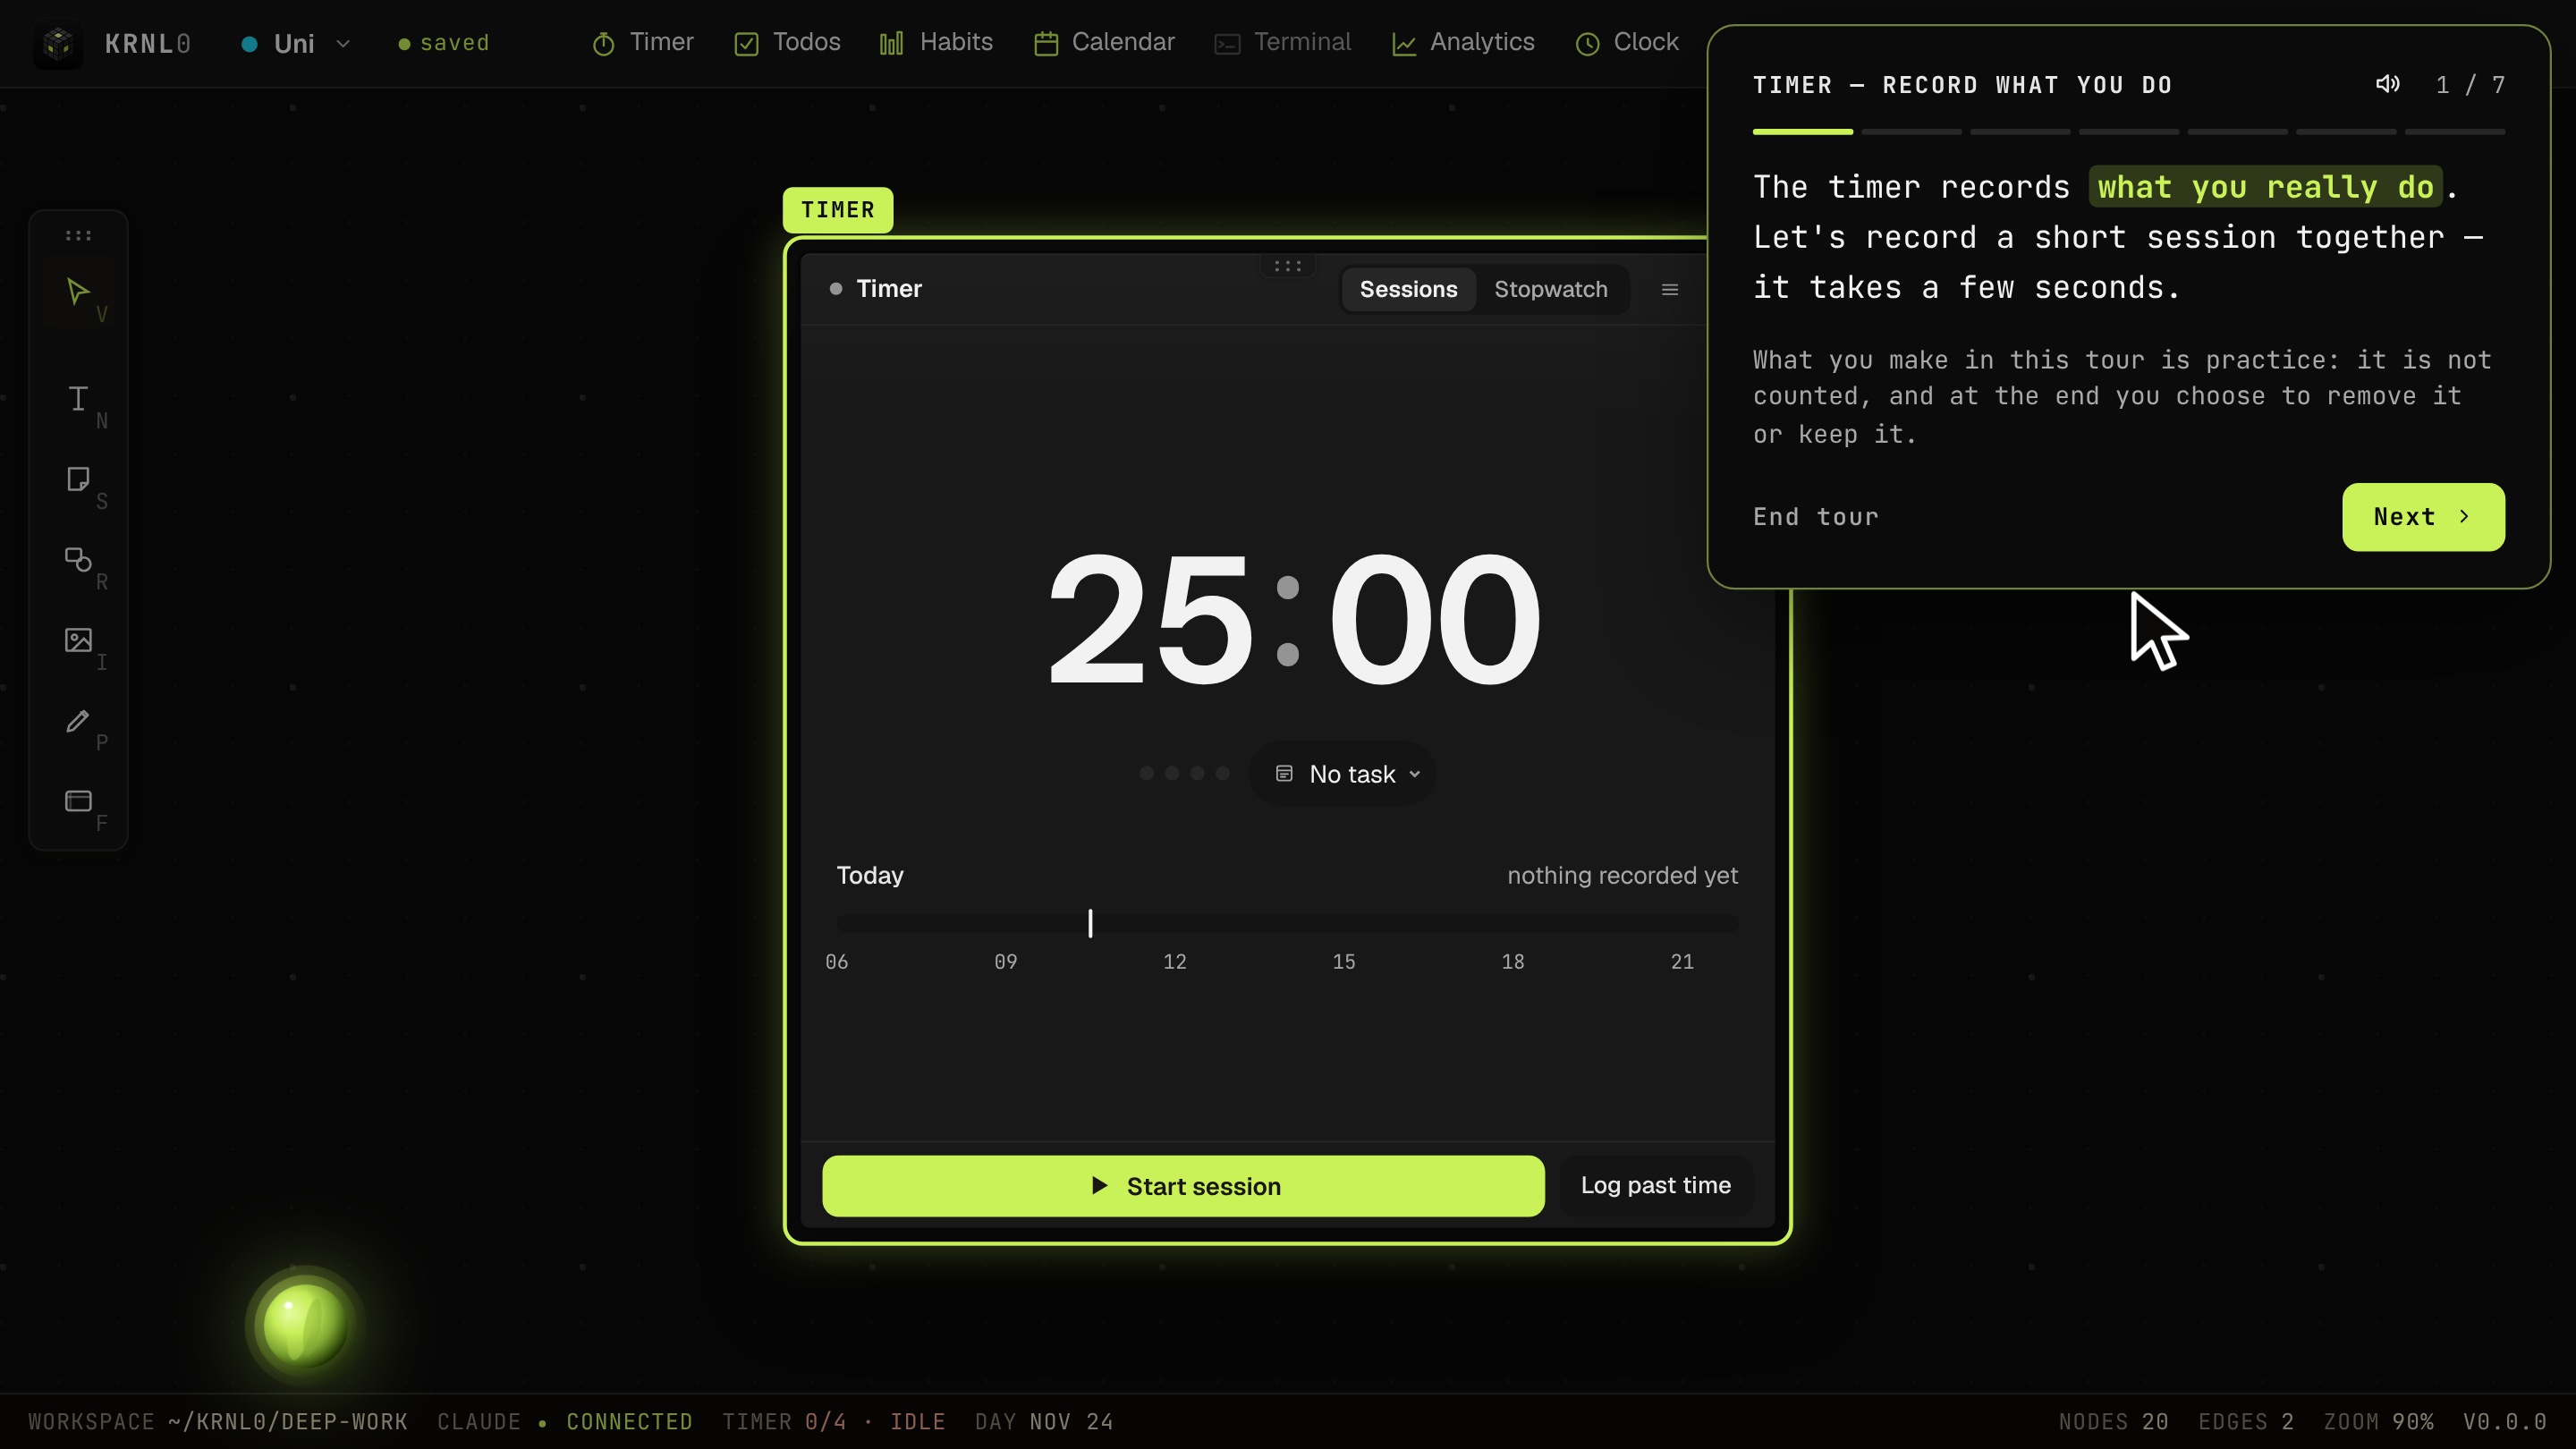 KRNL0
Uni
saved
Timer
Todos
Habits
Calendar
Terminal
Analytics
Clock
TIMER — RECORD WHAT YOU DO
1 / 7
The timer records what you really do.
Let's record a short session together —
it takes a few seconds.
What you make in this tour is practice: it is not
counted, and at the end you choose to remove it
or keep it.
End tour
Next
V
N
S
R
I
P
F
TIMER
Timer
Sessions
Stopwatch
25:00
No task
Today
nothing recorded yet
06 09 12 15 18 21
Start session
Log past time
WORKSPACE ~/KRNL0/DEEP-WORK CLAUDE • CONNECTED TIMER 0/4 · IDLE DAY NOV 24
NODES 20 EDGES 2 ZOOM 90% V0.0.0